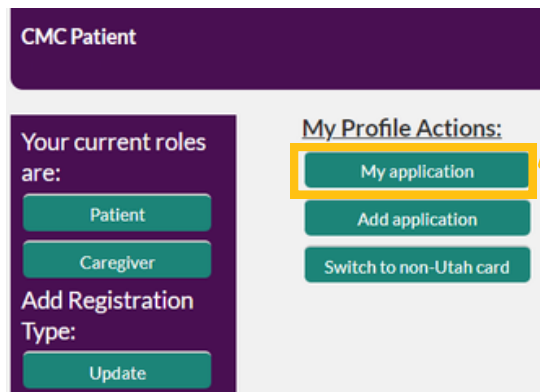 CMC Patient
Your current roles
are:
Patient
Caregiver
Add Registration
Type:
Update
My Profile Actions:
My application
Add application
Switch to non-Utah card